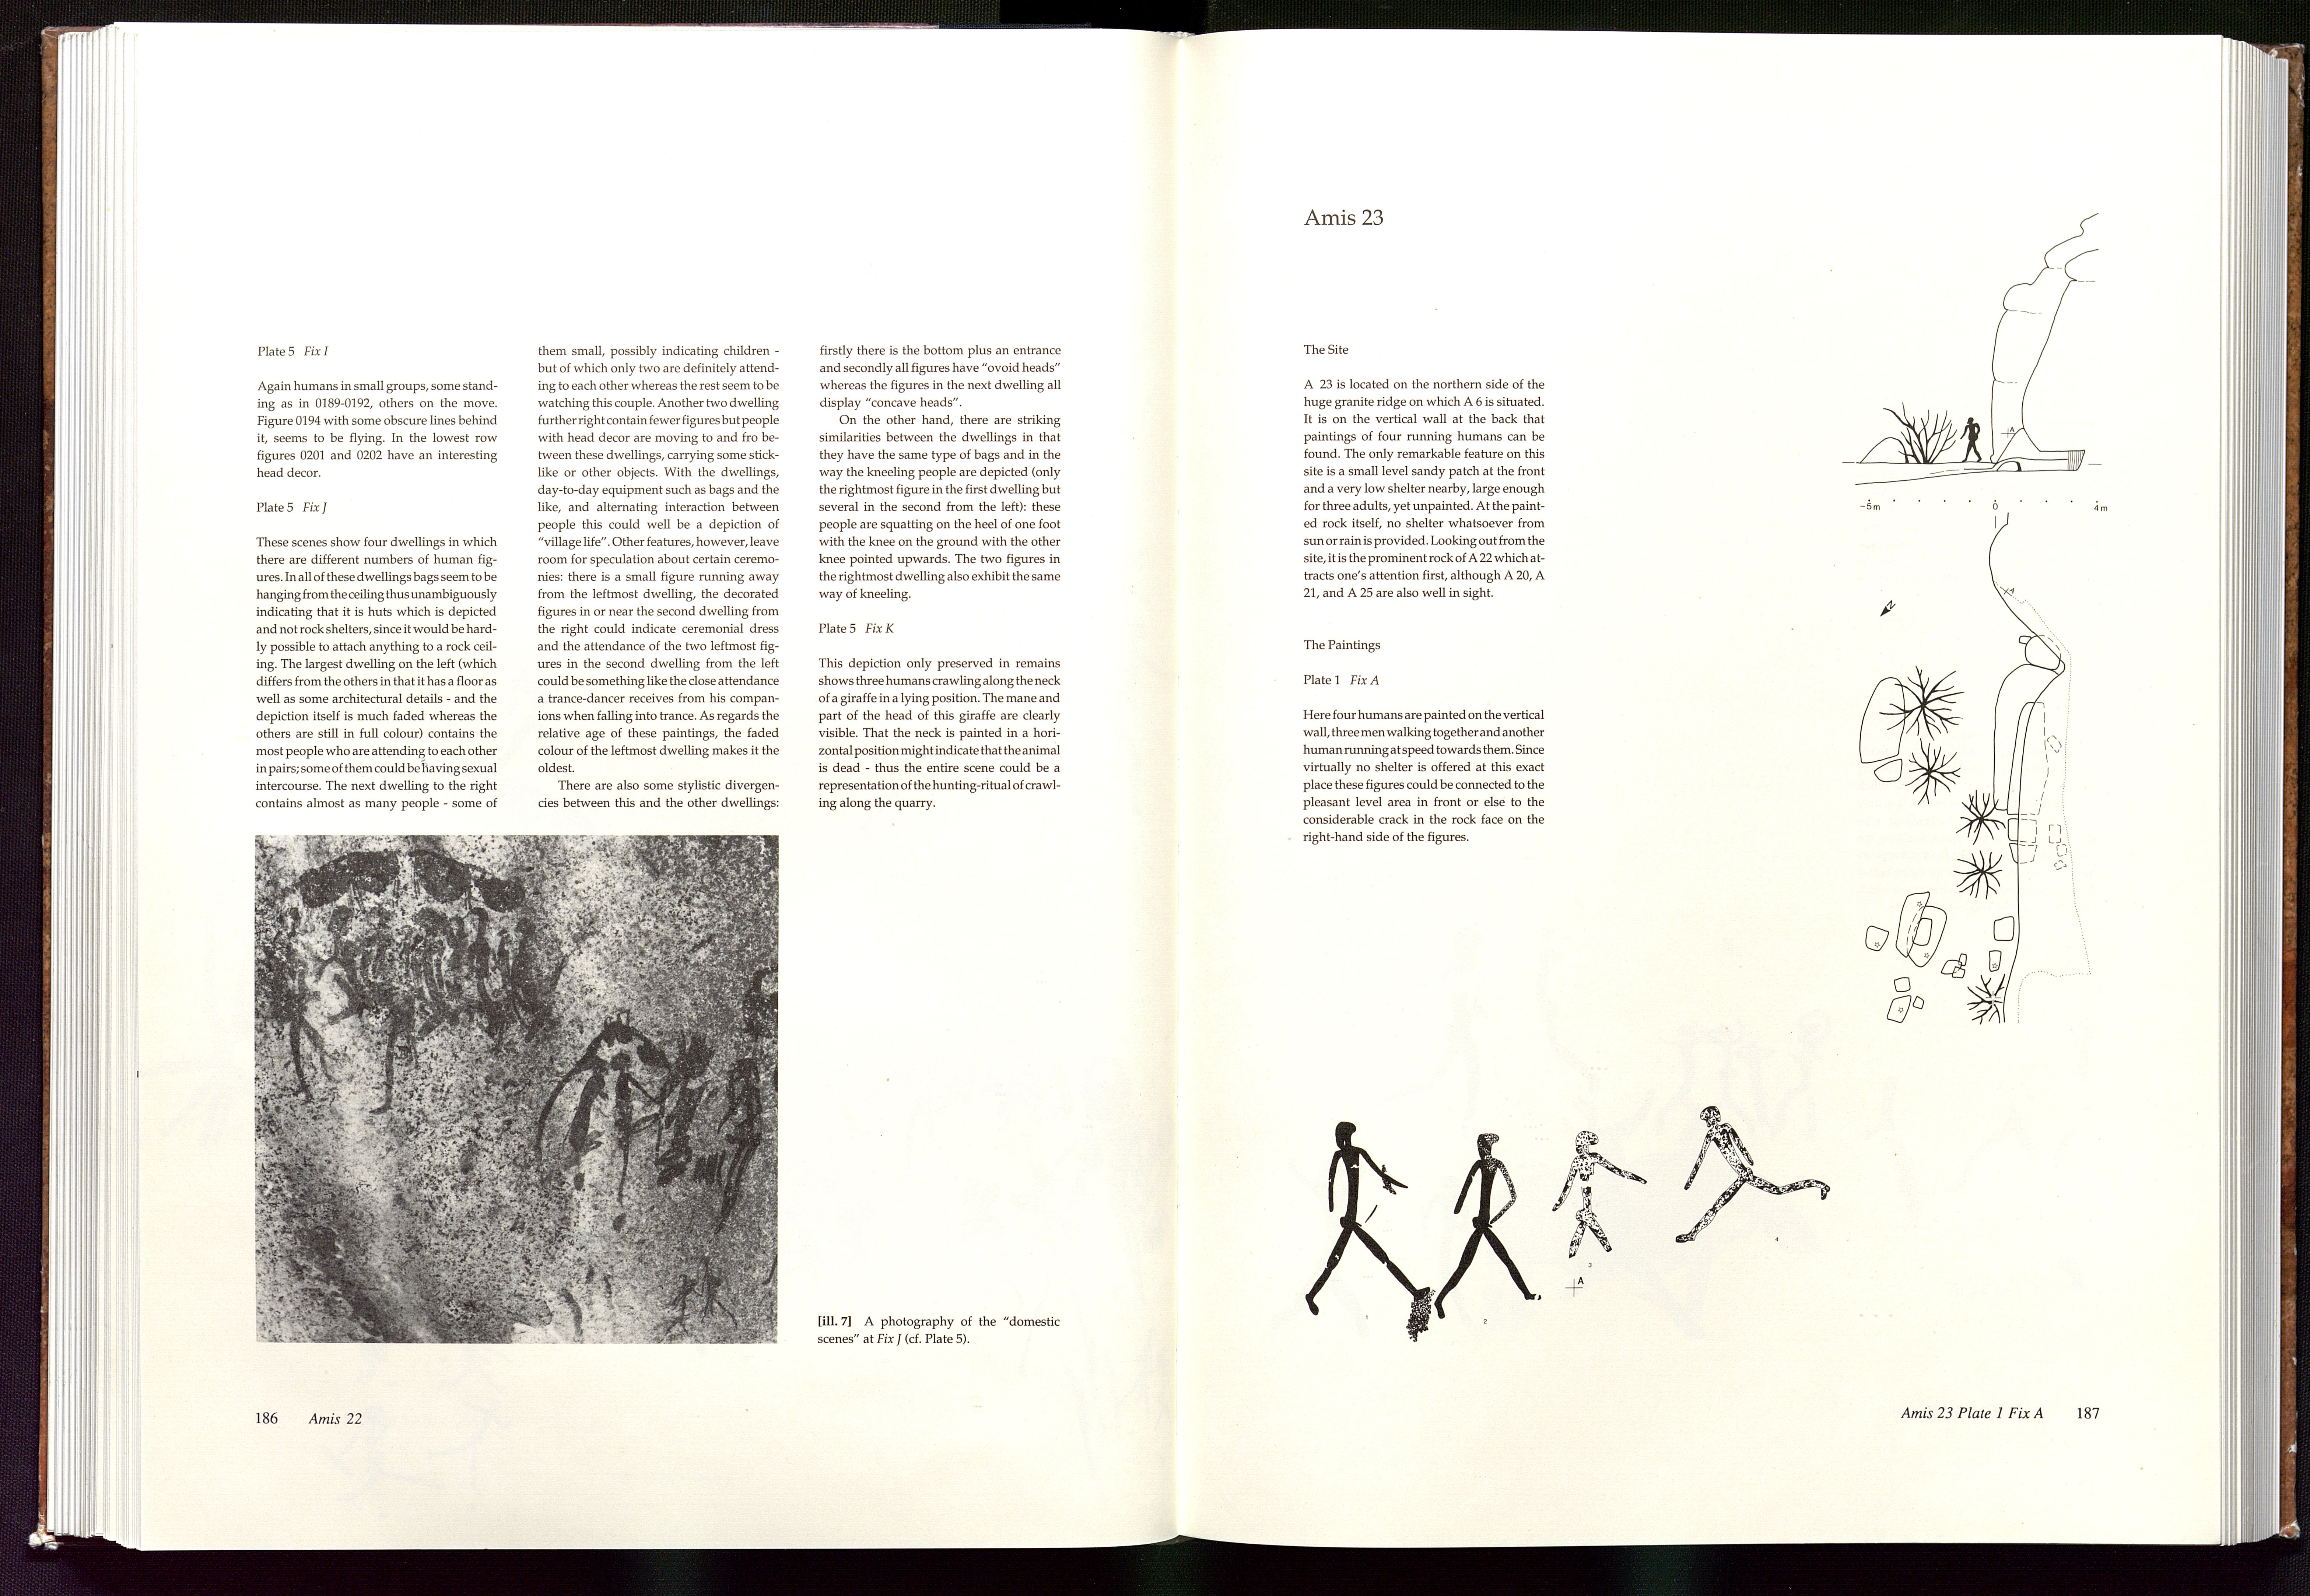 Plate 5 Fix I
Again humans in small groups, some stand-
ing as in 0189-0192, others on the move.
Figure 0194 with some obscure lines behind
it, seems to be flying. In the lowest row
figures 0201 and 0202 have an interesting
head decor.
Plate 5 Fix J
These scenes show four dwellings in which
there are different numbers of human fig-
ures. In all of these dwellings bags seem to be
hanging from the ceiling thus unambiguously
indicating that it is huts which is depicted
and not rock shelters, since it would be hard-
ly possible to attach anything to a rock ceil-
ing. The largest dwelling on the left (which
differs from the others in that it has a floor as
well as some architectural details - and the
depiction itself is much faded whereas the
others are still in full colour) contains the
most people who are attending to each other
in pairs; some of them could be having sexual
intercourse. The next dwelling to the right
contains almost as many people - some of
them small, possibly indicating children -
but of which only two are definitely attend-
ing to each other whereas the rest seem to be
watching this couple. Another two dwelling
further right contain fewer figures but people
with head decor are moving to and fro be-
tween these dwellings, carrying some stick-
like or other objects. With the dwellings,
day-to-day equipment such as bags and the
like, and alternating interaction between
people this could well be a depiction of
“village life”. Other features, however, leave
room for speculation about certain ceremo-
nies: there is a small figure running away
from the leftmost dwelling, the decorated
figures in or near the second dwelling from
the right could indicate ceremonial dress
and the attendance of the two leftmost fig-
ures in the second dwelling from the left
could be something like the close attendance
a trance-dancer receives from his compan-
ions when falling into trance. As regards the
relative age of these paintings, the faded
colour of the leftmost dwelling makes it the
oldest.
There are also some stylistic divergen-
cies between this and the other dwellings:
firstly there is the bottom plus an entrance
and secondly all figures have “ovoid heads”
whereas the figures in the next dwelling all
display “concave heads”.
On the other hand, there are striking
similarities between the dwellings in that
they have the same type of bags and in the
way the kneeling people are depicted (only
the rightmost figure in the first dwelling but
several in the second from the left): these
people are squatting on the heel of one foot
with the knee on the ground with the other
knee pointed upwards. The two figures in
the rightmost dwelling also exhibit the same
way of kneeling.
Plate 5 Fix K
This depiction only preserved in remains
shows three humans crawling along the neck
of a giraffe in a lying position. The mane and
part of the head of this giraffe are clearly
visible. That the neck is painted in a hori-
zontal position might indicate that the animal
is dead - thus the entire scene could be a
representation of the hunting-ritual of crawl-
ing along the quarry.
[ill. 7] A photography of the “domestic
scenes” at Fix J (cf. Plate 5).
186 Amis 22
Amis 23
The Site
A 23 is located on the northern side of the
huge granite ridge on which A 6 is situated.
It is on the vertical wall at the back that
paintings of four running humans can be
found. The only remarkable feature on this
site is a small level sandy patch at the front
and a very low shelter nearby, large enough
for three adults, yet unpainted. At the paint-
ed rock itself, no shelter whatsoever from
sun or rain is provided. Looking out from the
site, it is the prominent rock of A 22 which at-
tracts one’s attention first, although A 20, A
21, and A 25 are also well in sight.
The Paintings
Plate 1 Fix A
Here four humans are painted on the vertical
wall, three men walking together and another
human running at speed towards them. Since
virtually no shelter is offered at this exact
place these figures could be connected to the
pleasant level area in front or else to the
considerable crack in the rock face on the
right-hand side of the figures.
A
-5m 0 4m
A
N
1
2
3
4
A
Amis 23 Plate 1 Fix A 187